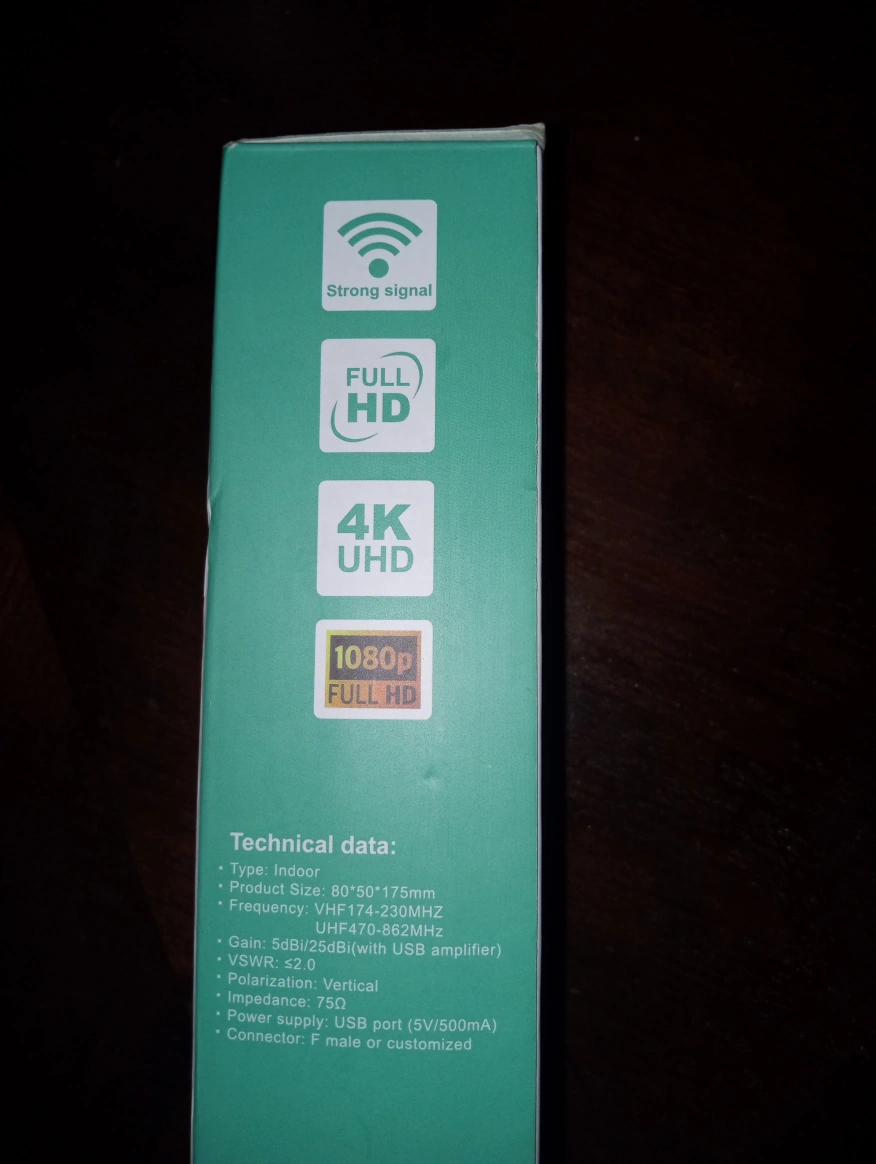 Strong signal
FULL
HD
4K
UHD
1080p
FULL HD
Technical data:
• Type: Indoor
• Product Size: 80*50*175mm
• Frequency: VHF174-230MHZ
UHF470-862MHz
• Gain: 5dBi/25dBi(with USB amplifier)
• VSWR: ≤2.0
• Polarization: Vertical
• Impedance: 75Ω
• Power supply: USB port (5V/500mA)
• Connector: F male or customized